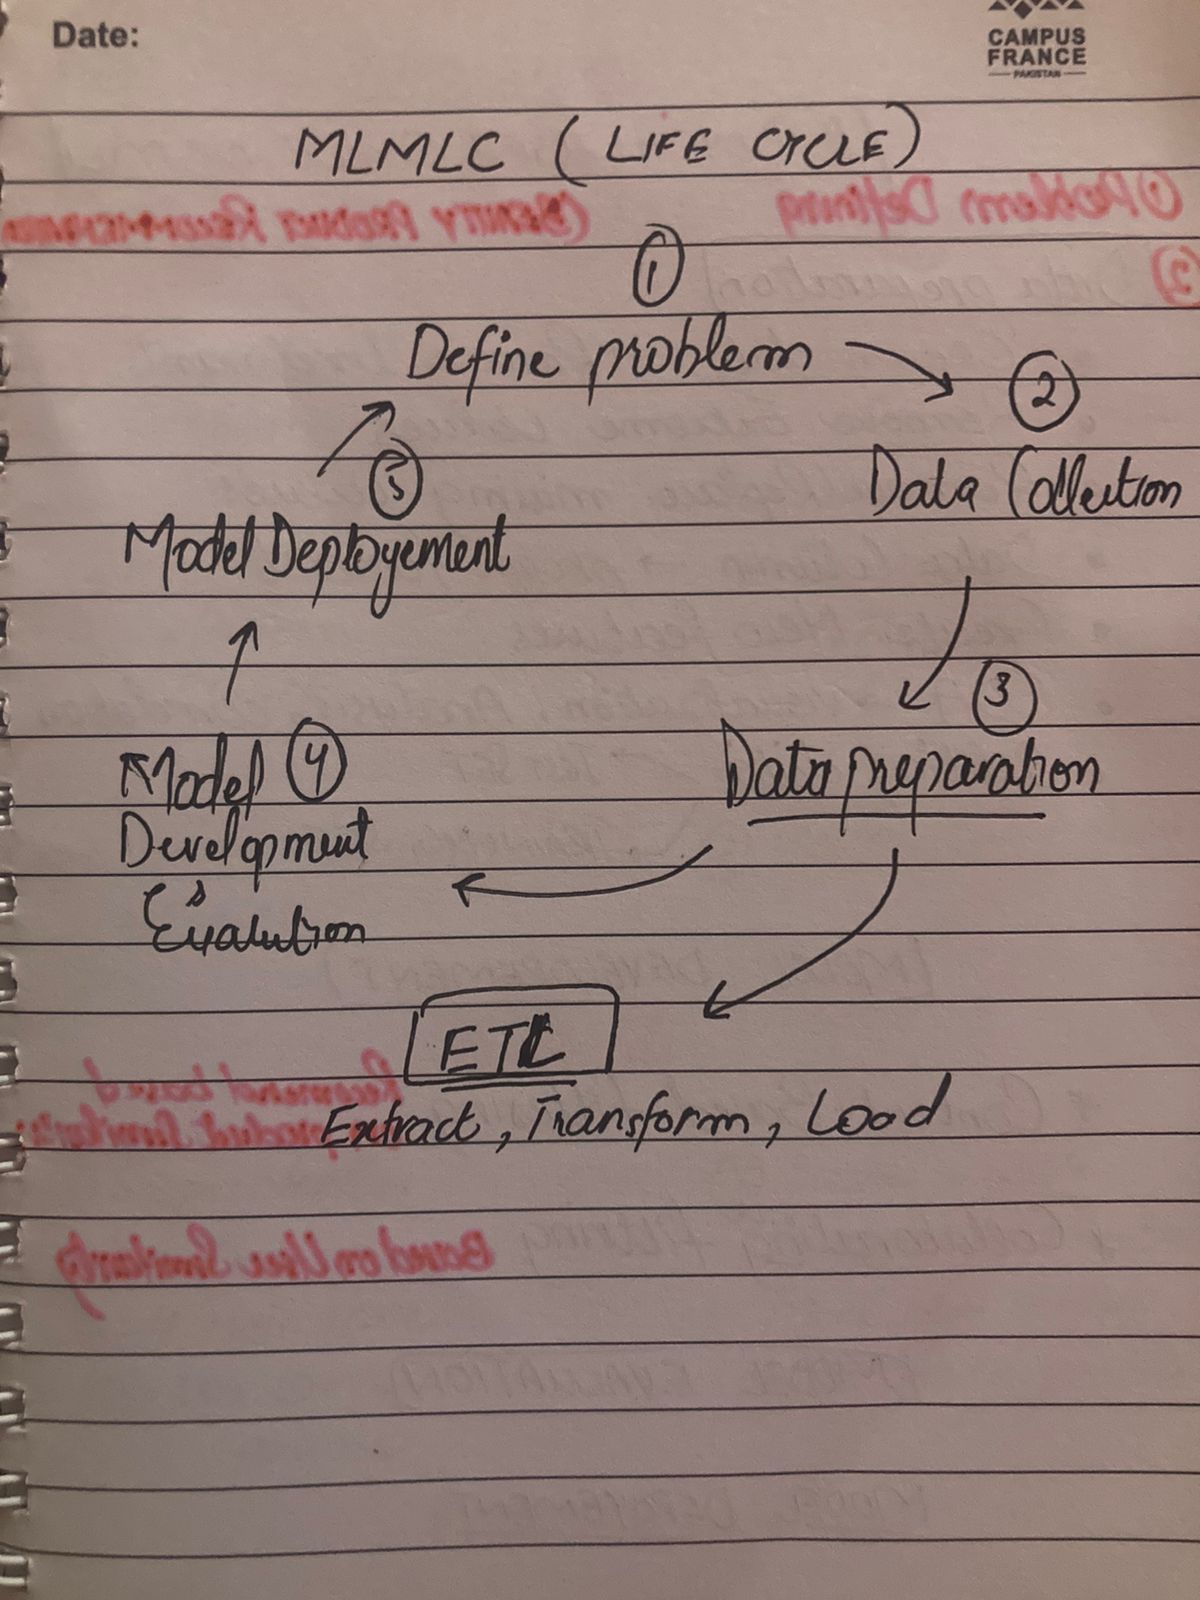 Date:
CAMPUS
FRANCE
PAKISTAN
MLMLC (LIFE CYCLE)
1
Define problem
2
Data Collection
5
Model Deployement
3
Data preparation
Model 4
Development
&
Evalution
ETL
Extract, Transform, Load